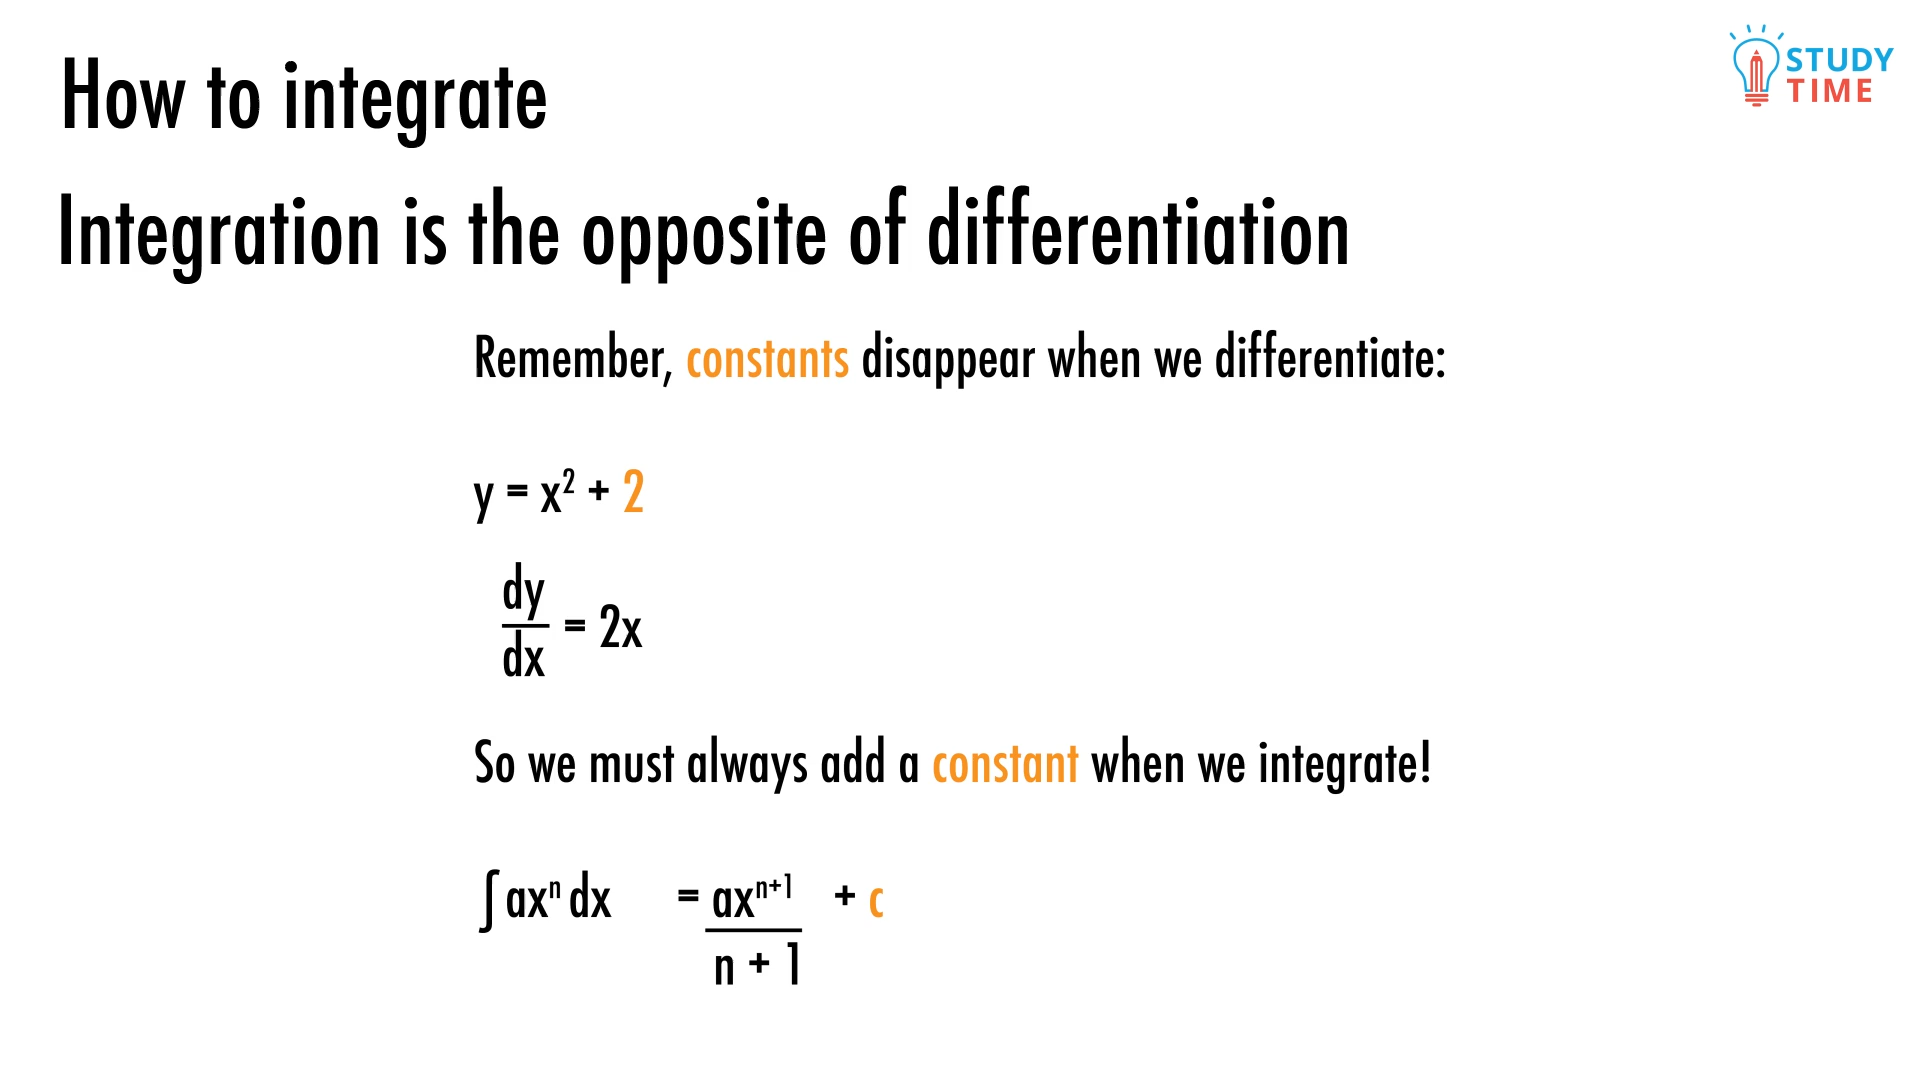 How to integrate
STUDY
TIME
Integration is the opposite of differentiation
Remember, constants disappear when we differentiate:
y = x² + 2
dy
dx
= 2x
So we must always add a constant when we integrate!
∫axⁿ dx = axⁿ⁺¹ + c
n + 1